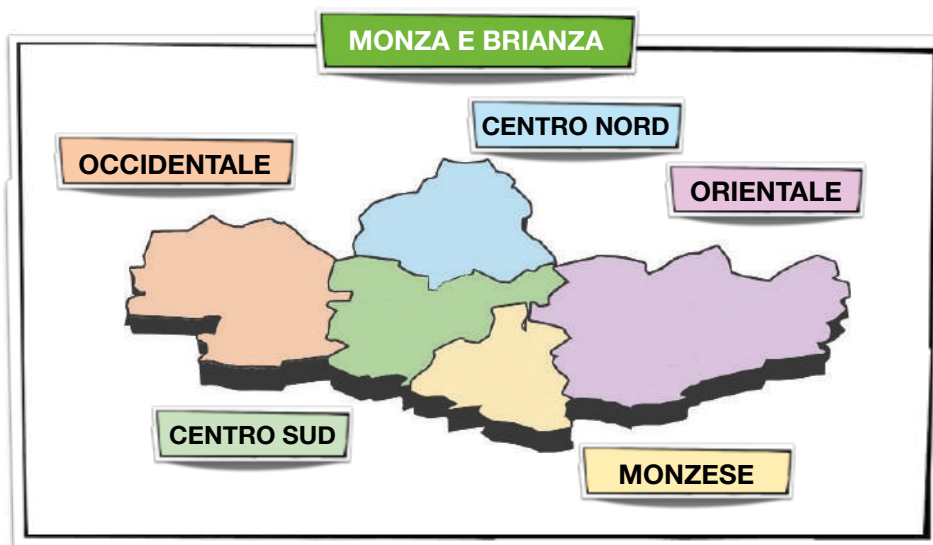 MONZA E BRIANZA
CENTRO NORD
OCCIDENTALE
ORIENTALE
CENTRO SUD
MONZESE